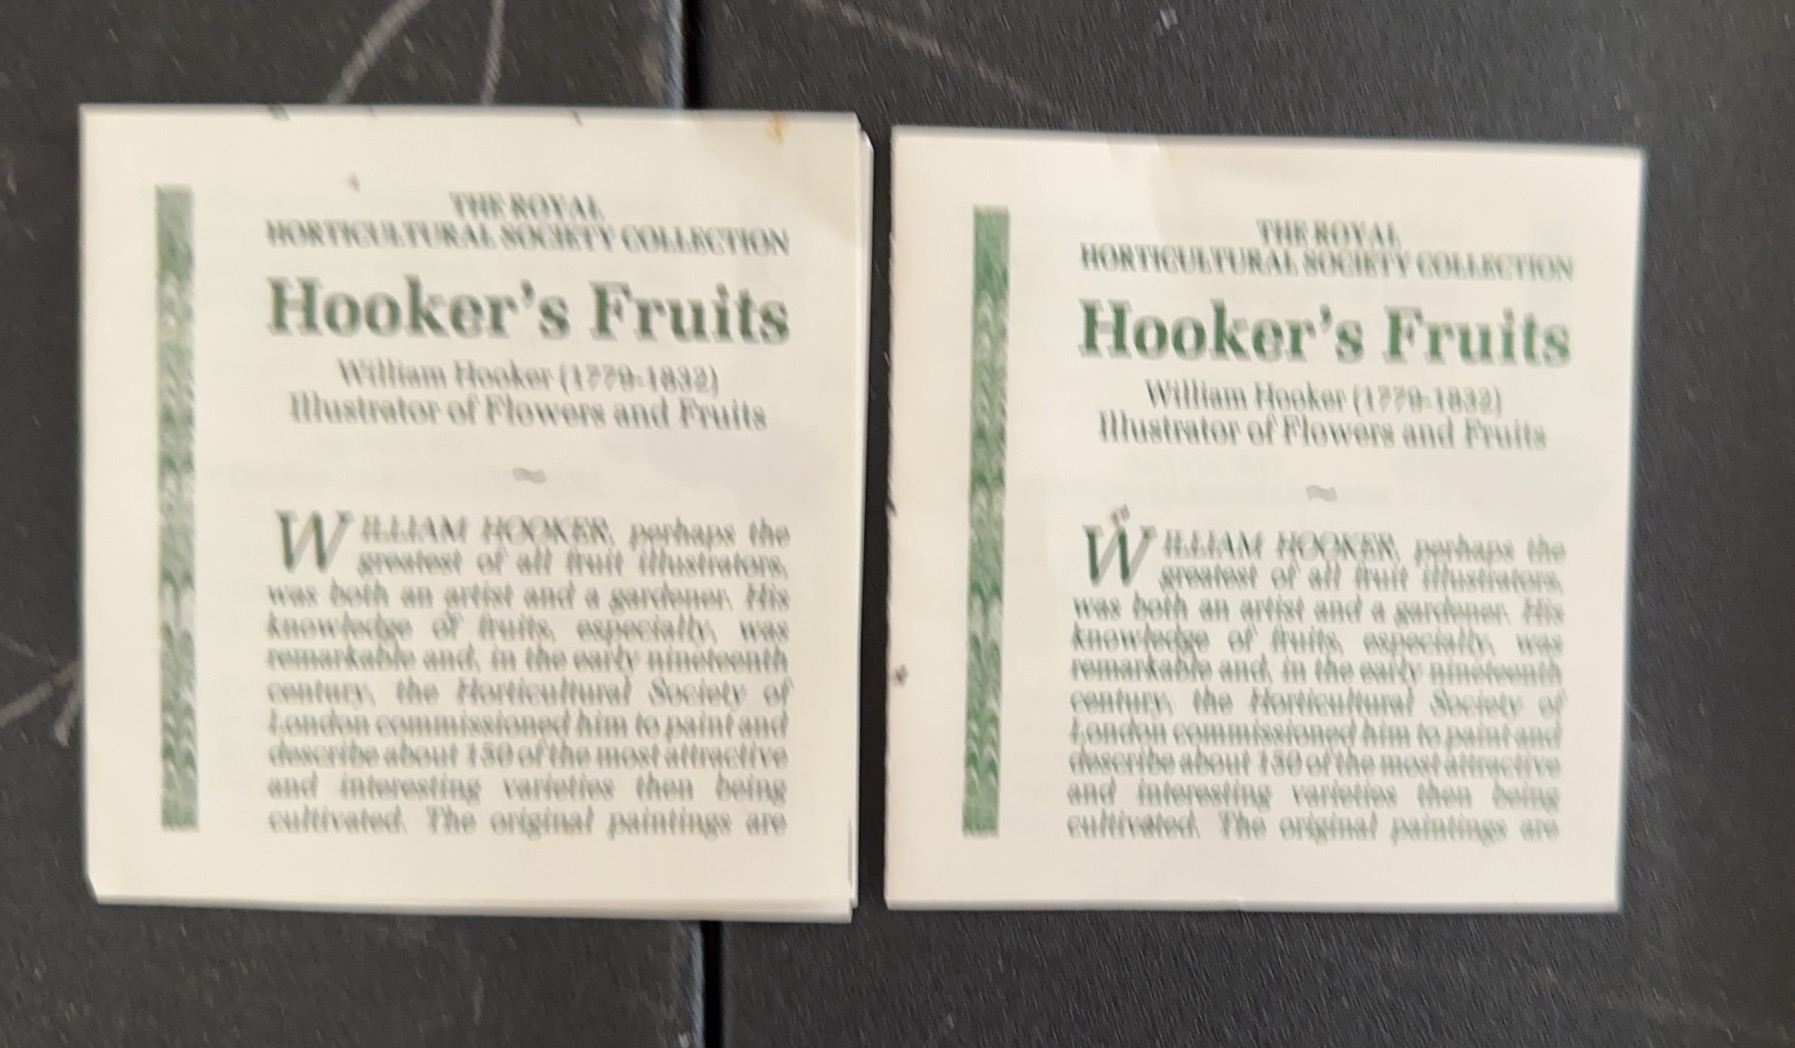 THE ROYAL
HORTICULTURAL SOCIETY COLLECTION
Hooker's Fruits
William Hooker (1779-1832)
Illustrator of Flowers and Fruits
~
WILLIAM HOOKER, perhaps the
greatest of all fruit illustrators,
was both an artist and a gardener. His
knowledge of fruits, especially, was
remarkable and, in the early nineteenth
century, the Horticultural Society of
London commissioned him to paint and
describe about 150 of the most attractive
and interesting varieties then being
cultivated. The original paintings are
THE ROYAL
HORTICULTURAL SOCIETY COLLECTION
Hooker's Fruits
William Hooker (1779-1832)
Illustrator of Flowers and Fruits
~
WILLIAM HOOKER, perhaps the
greatest of all fruit illustrators,
was both an artist and a gardener. His
knowledge of fruits, especially, was
remarkable and, in the early nineteenth
century, the Horticultural Society of
London commissioned him to paint and
describe about 150 of the most attractive
and interesting varieties then being
cultivated. The original paintings are